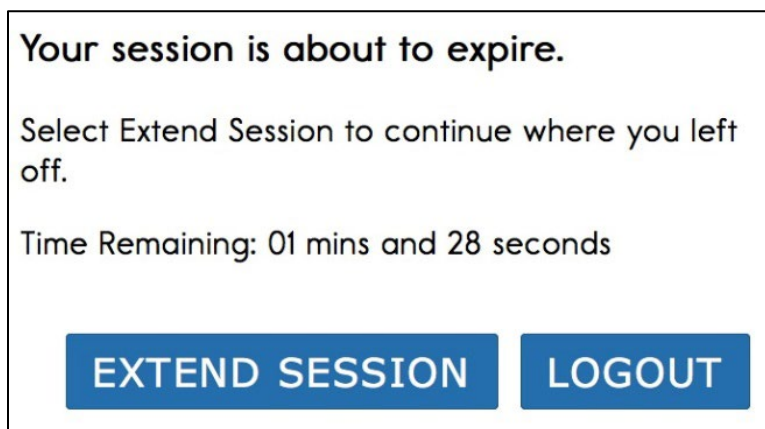 Your session is about to expire.
Select Extend Session to continue where you left
off.
Time Remaining: 01 mins and 28 seconds
EXTEND SESSION LOGOUT